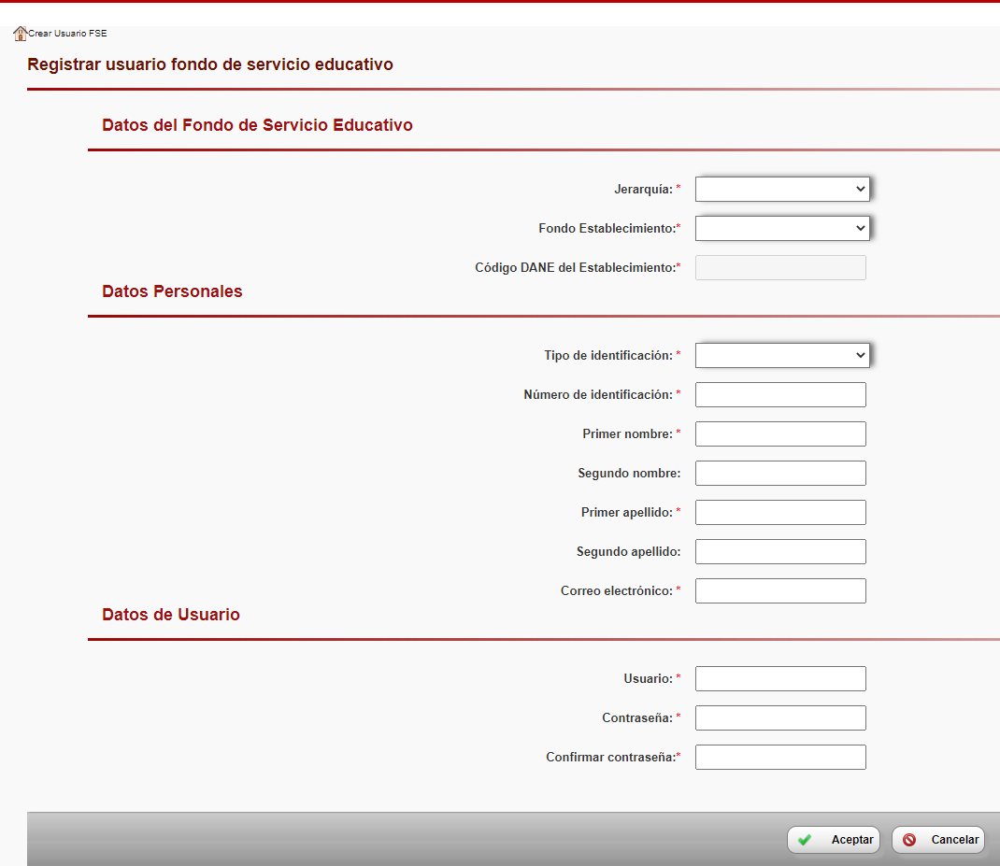 Crear Usuario FSE
Registrar usuario fondo de servicio educativo
Datos del Fondo de Servicio Educativo
Jerarquía: *
Fondo Establecimiento:*
Código DANE del Establecimiento:*
Datos Personales
Tipo de identificación: *
Número de identificación: *
Primer nombre: *
Segundo nombre:
Primer apellido: *
Segundo apellido:
Correo electrónico: *
Datos de Usuario
Usuario: *
Contraseña: *
Confirmar contraseña:*
Aceptar Cancelar